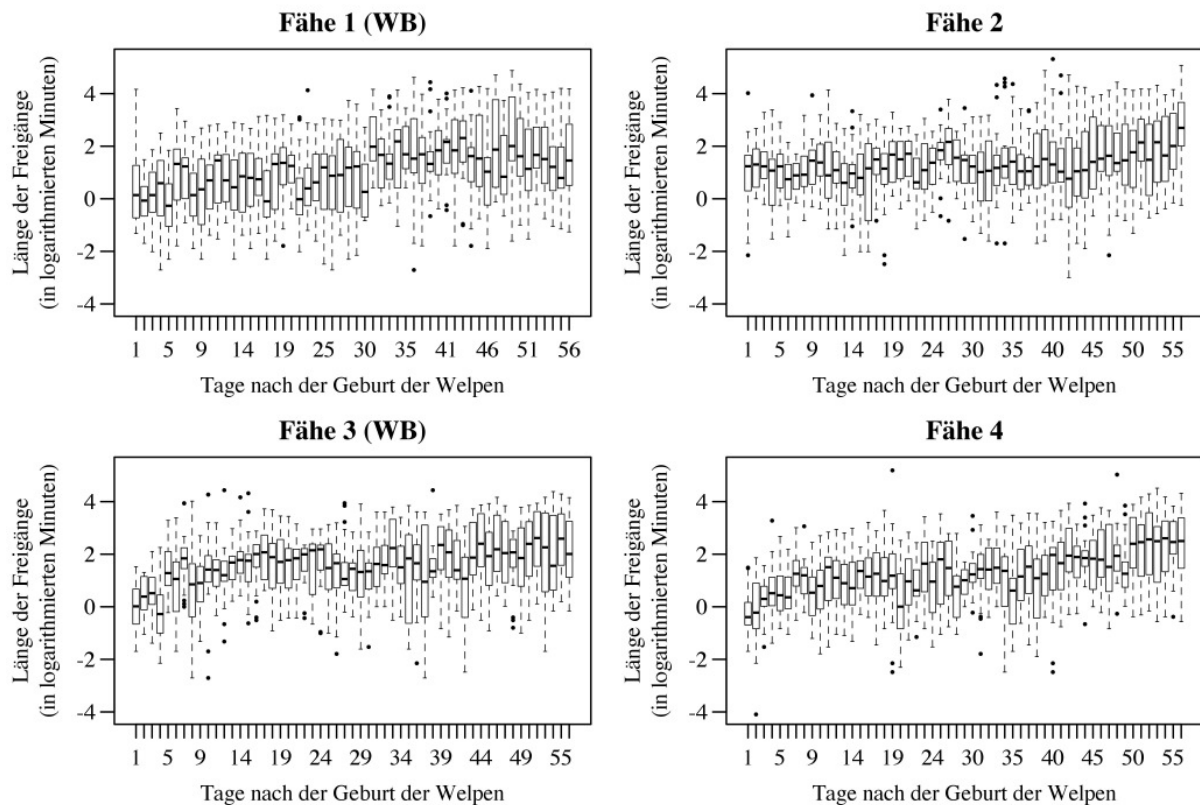 Fähe 1 (WB)
Länge der Freigänge
(in logarithmierten Minuten)
4
2
0
-2
-4
1 5 9 14 19 25 30 35 41 46 51 56
Tage nach der Geburt der Welpen
Fähe 2
Länge der Freigänge
(in logarithmierten Minuten)
4
2
0
-2
-4
1 5 9 14 19 24 30 35 40 45 50 55
Tage nach der Geburt der Welpen
Fähe 3 (WB)
Länge der Freigänge
(in logarithmierten Minuten)
4
2
0
-2
-4
1 5 9 14 19 24 29 34 39 44 49 55
Tage nach der Geburt der Welpen
Fähe 4
Länge der Freigänge
(in logarithmierten Minuten)
4
2
0
-2
-4
1 5 9 14 19 24 30 35 40 45 50 55
Tage nach der Geburt der Welpen